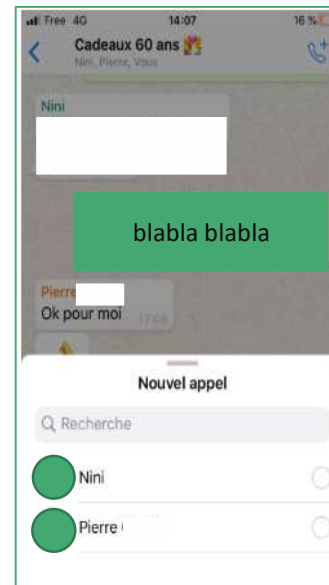 Free 4G 14:07 16 %
Cadeaux 60 ans
Nini, Pierre, Vous
Nini
blabla blabla
Pierre
Ok pour moi
Nouvel appel
Recherche
Nini
Pierre